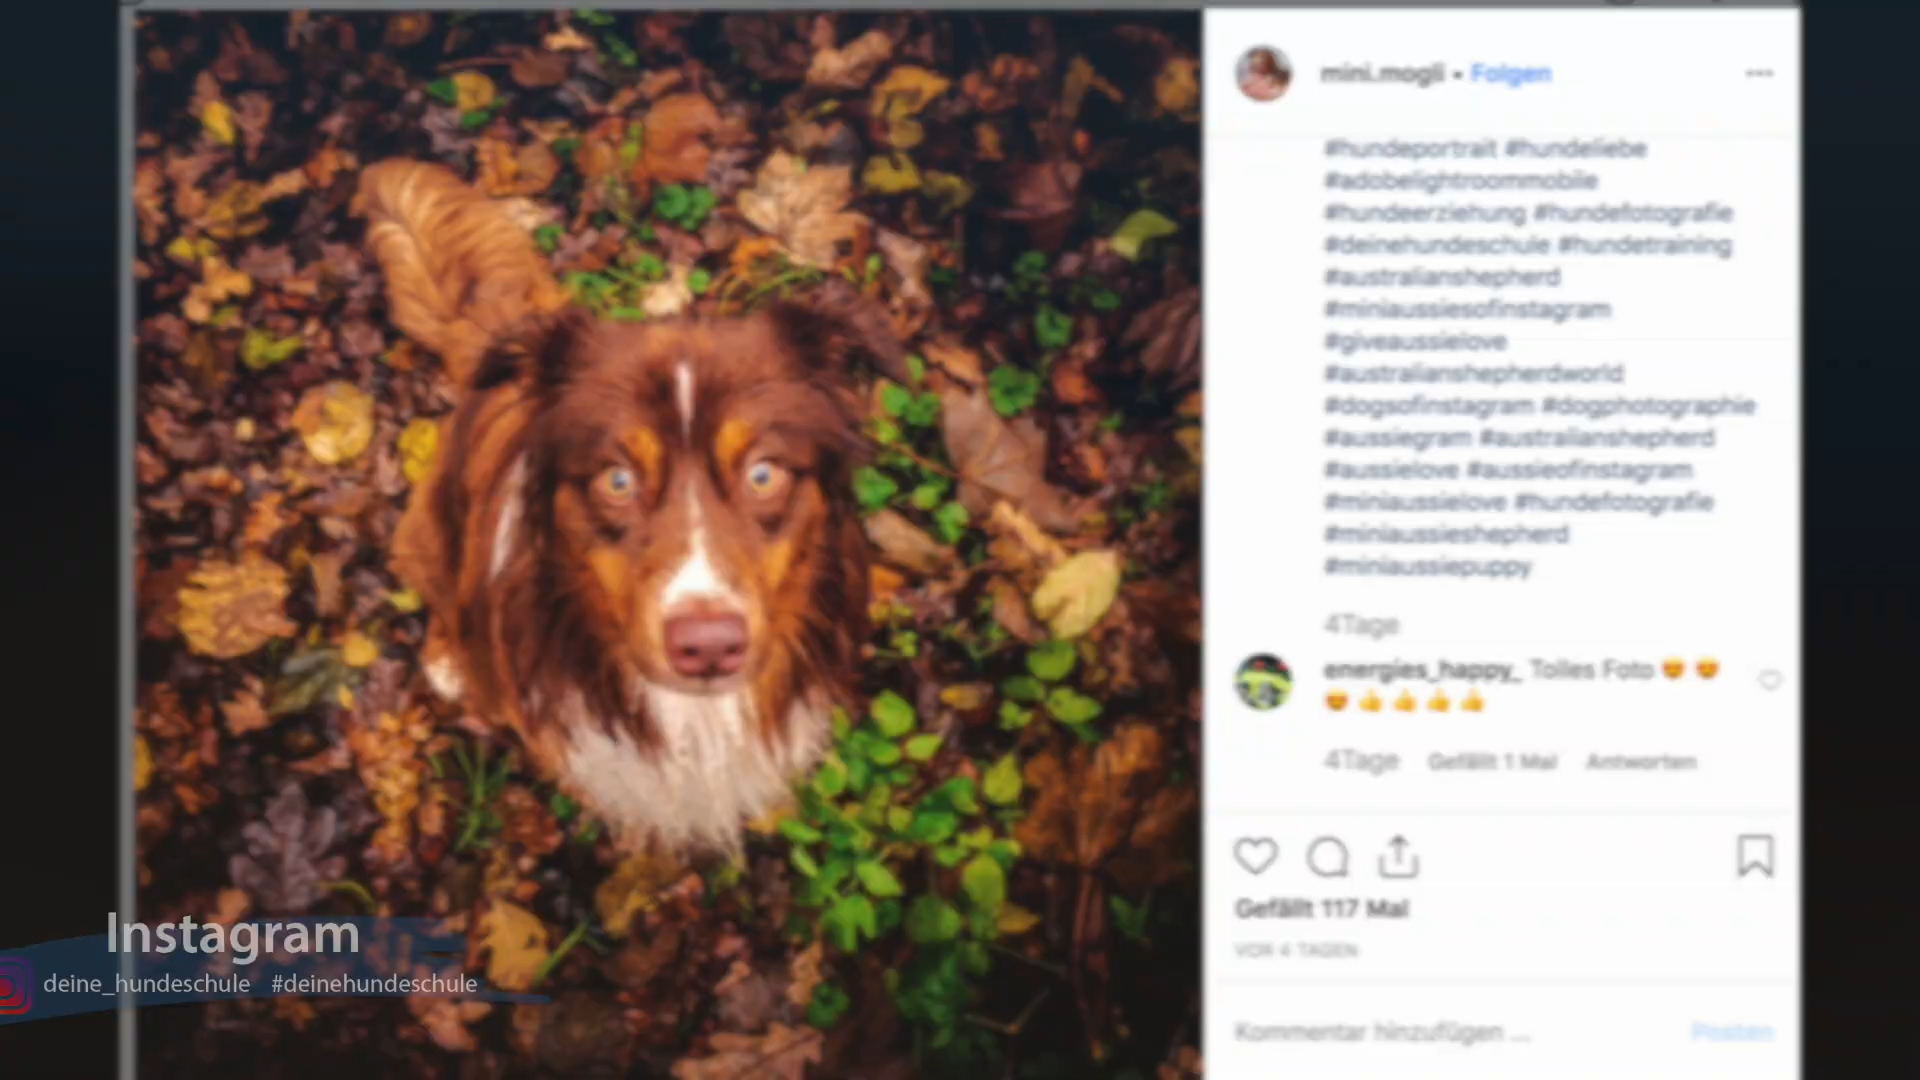 mini.mogli • Folgen
#hundeportrait #hundeliebe
#adobelightroommobile
#hundeerziehung #hundefotografie
#deinehundeschule #hundetraining
#australianshepherd
#miniaussiesofinstagram
#giveaussielove
#australianshepherdworld
#dogsofinstagram #dogphotographie
#aussiegram #australianshepherd
#aussielove #aussieofinstagram
#miniaussielove #hundefotografie
#miniaussieshepherd
#miniaussiepuppy
4Tage
energies_happy_ Tolles Foto 😍 😍
😍 👍 👍 👍 👍
4Tage Gefällt 1 Mal Antworten
Gefällt 117 Mal
VOR 4 TAGEN
Kommentar hinzufügen ... Posten
Instagram
deine_hundeschule #deinehundeschule